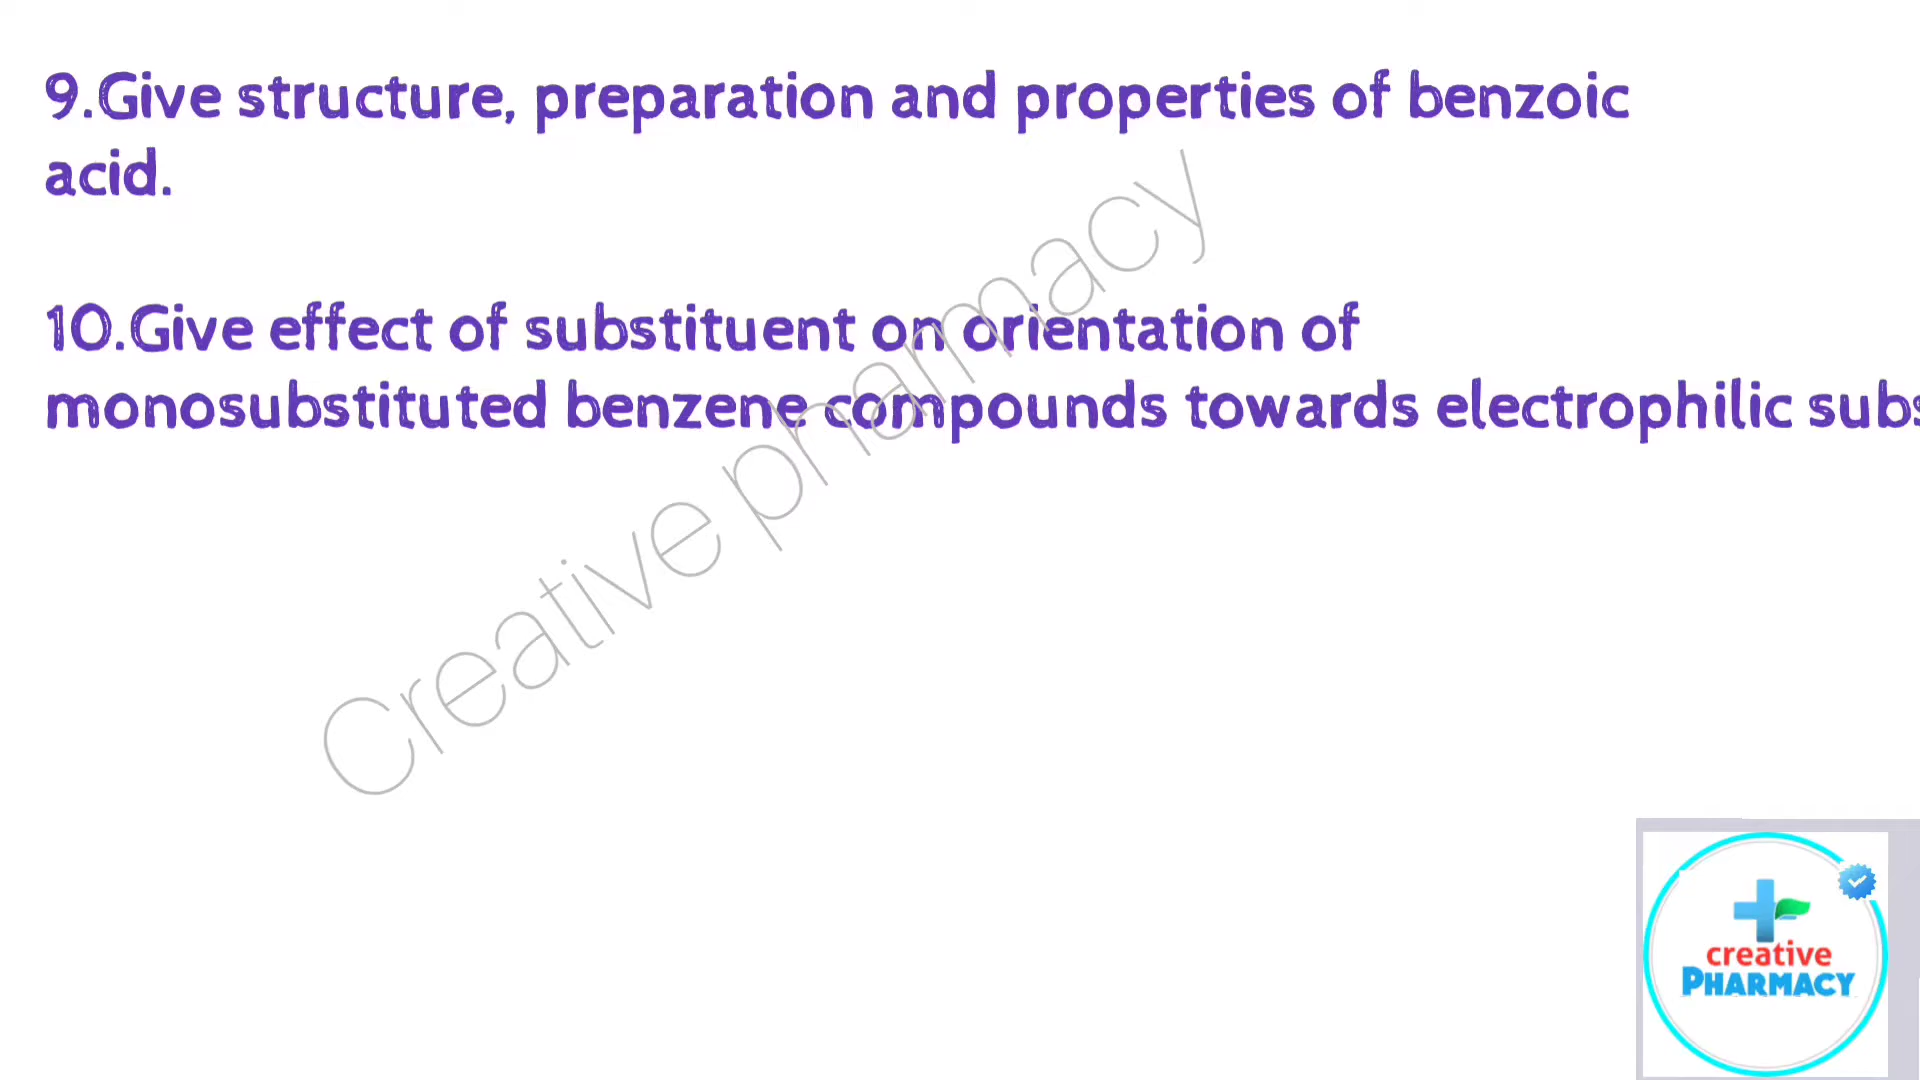 9.Give structure, preparation and properties of benzoic
acid.
10.Give effect of substituent on orientation of
monosubstituted benzene compounds towards electrophilic subs
Creative pharmacy
creative
PHARMACY